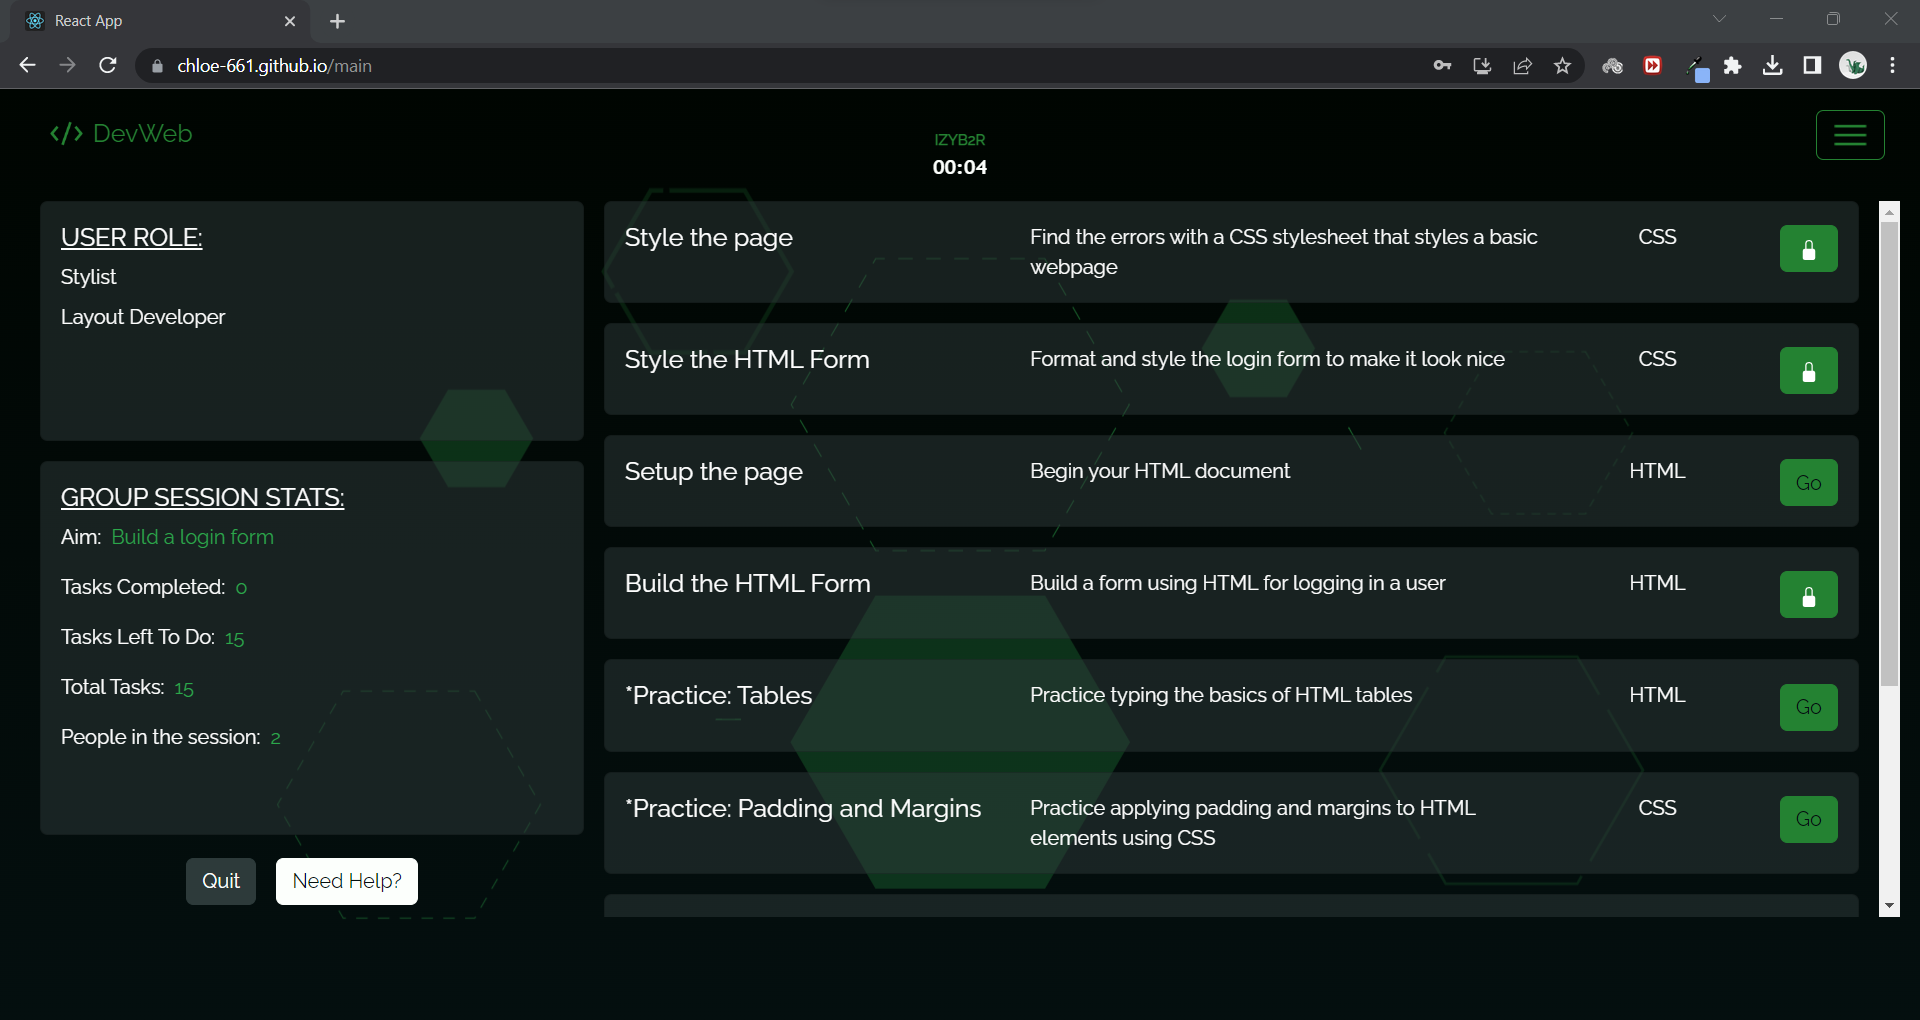 React App
chloe-661.github.io/main
</> DevWeb
IZYB2R
00:04
USER ROLE:
Stylist
Layout Developer
GROUP SESSION STATS:
Aim: Build a login form
Tasks Completed: 0
Tasks Left To Do: 15
Total Tasks: 15
People in the session: 2
Quit
Need Help?
Style the page
Find the errors with a CSS stylesheet that styles a basic
webpage
CSS
Style the HTML Form
Format and style the login form to make it look nice
CSS
Setup the page
Begin your HTML document
HTML
Go
Build the HTML Form
Build a form using HTML for logging in a user
HTML
*Practice: Tables
Practice typing the basics of HTML tables
HTML
Go
*Practice: Padding and Margins
Practice applying padding and margins to HTML
elements using CSS
CSS
Go